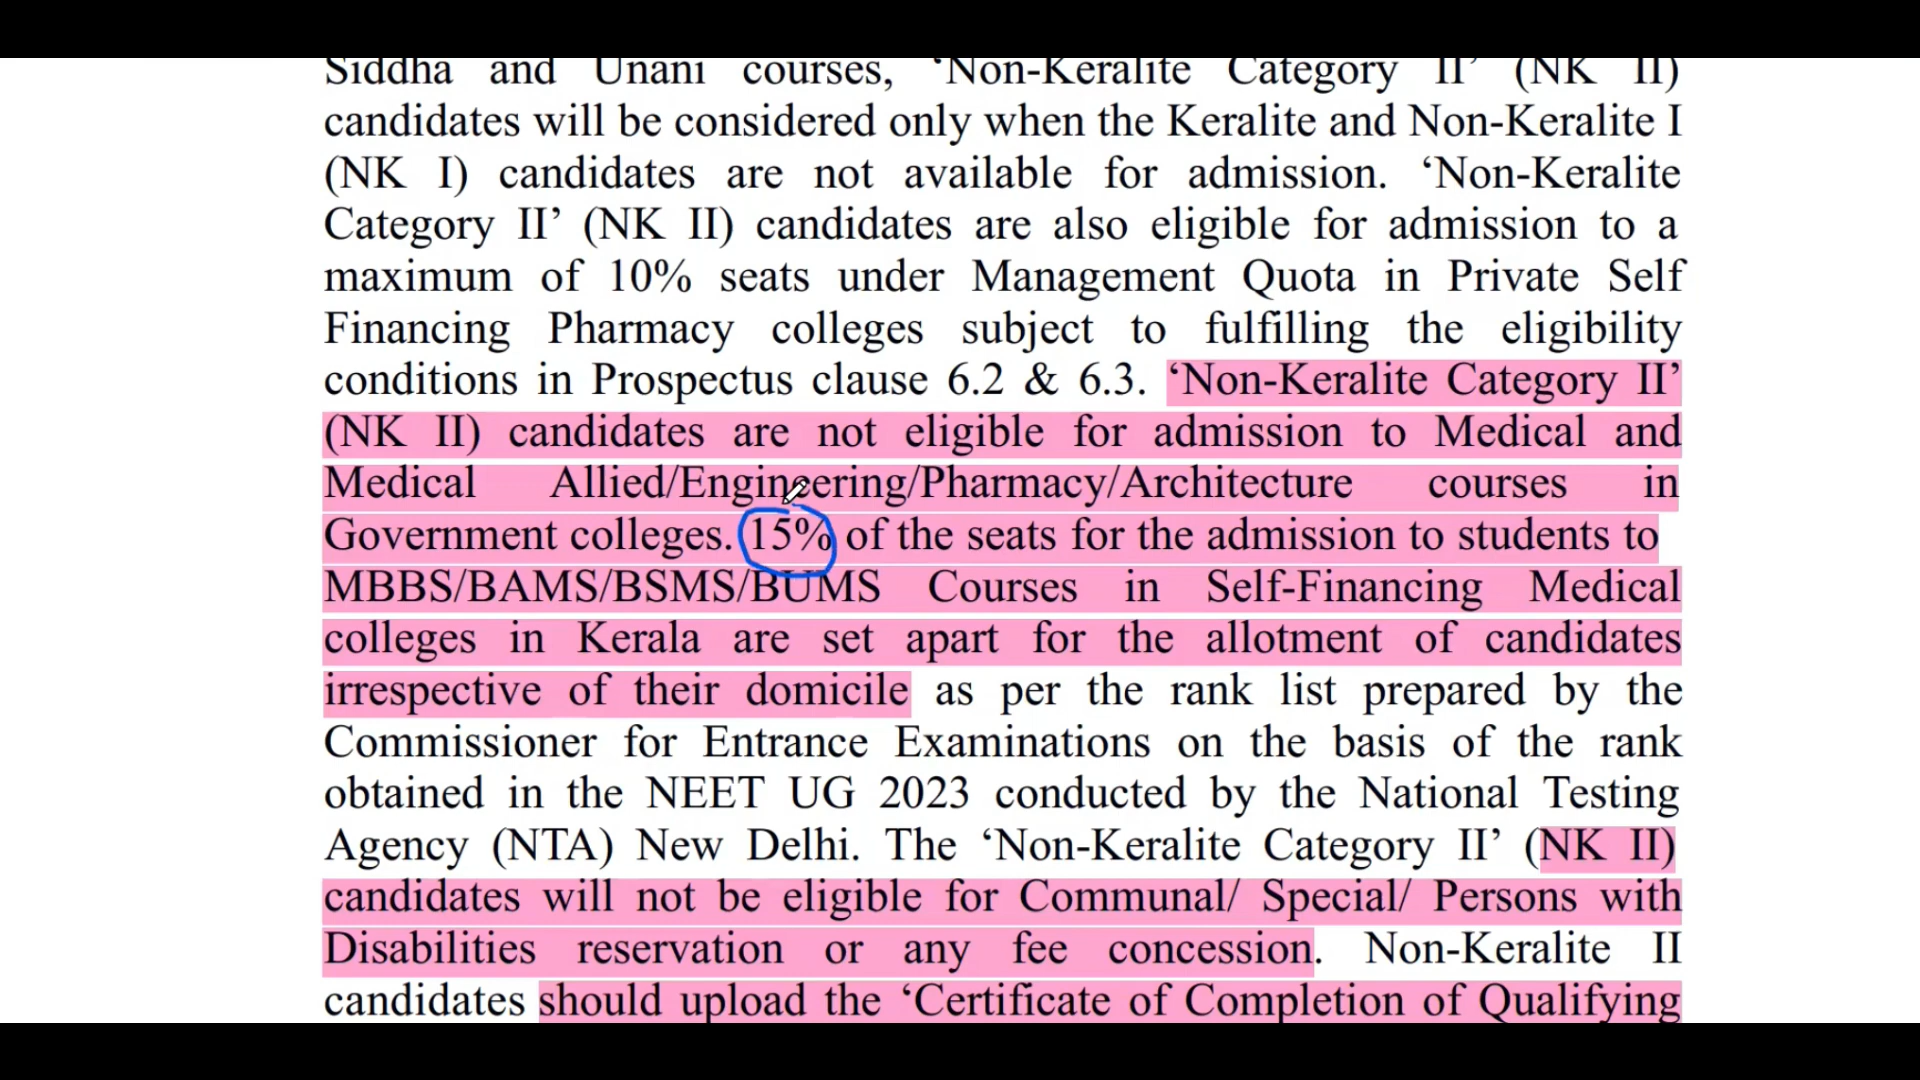 Siddha and Unani courses, ‘Non-Keralite Category II’ (NK II)
candidates will be considered only when the Keralite and Non-Keralite I
(NK I) candidates are not available for admission. ‘Non-Keralite
Category II’ (NK II) candidates are also eligible for admission to a
maximum of 10% seats under Management Quota in Private Self
Financing Pharmacy colleges subject to fulfilling the eligibility
conditions in Prospectus clause 6.2 & 6.3. ‘Non-Keralite Category II’
(NK II) candidates are not eligible for admission to Medical and
Medical Allied/Engineering/Pharmacy/Architecture courses in
Government colleges. 15% of the seats for the admission to students to
MBBS/BAMS/BSMS/BUMS Courses in Self-Financing Medical
colleges in Kerala are set apart for the allotment of candidates
irrespective of their domicile as per the rank list prepared by the
Commissioner for Entrance Examinations on the basis of the rank
obtained in the NEET UG 2023 conducted by the National Testing
Agency (NTA) New Delhi. The ‘Non-Keralite Category II’ (NK II)
candidates will not be eligible for Communal/ Special/ Persons with
Disabilities reservation or any fee concession. Non-Keralite II
candidates should upload the ‘Certificate of Completion of Qualifying